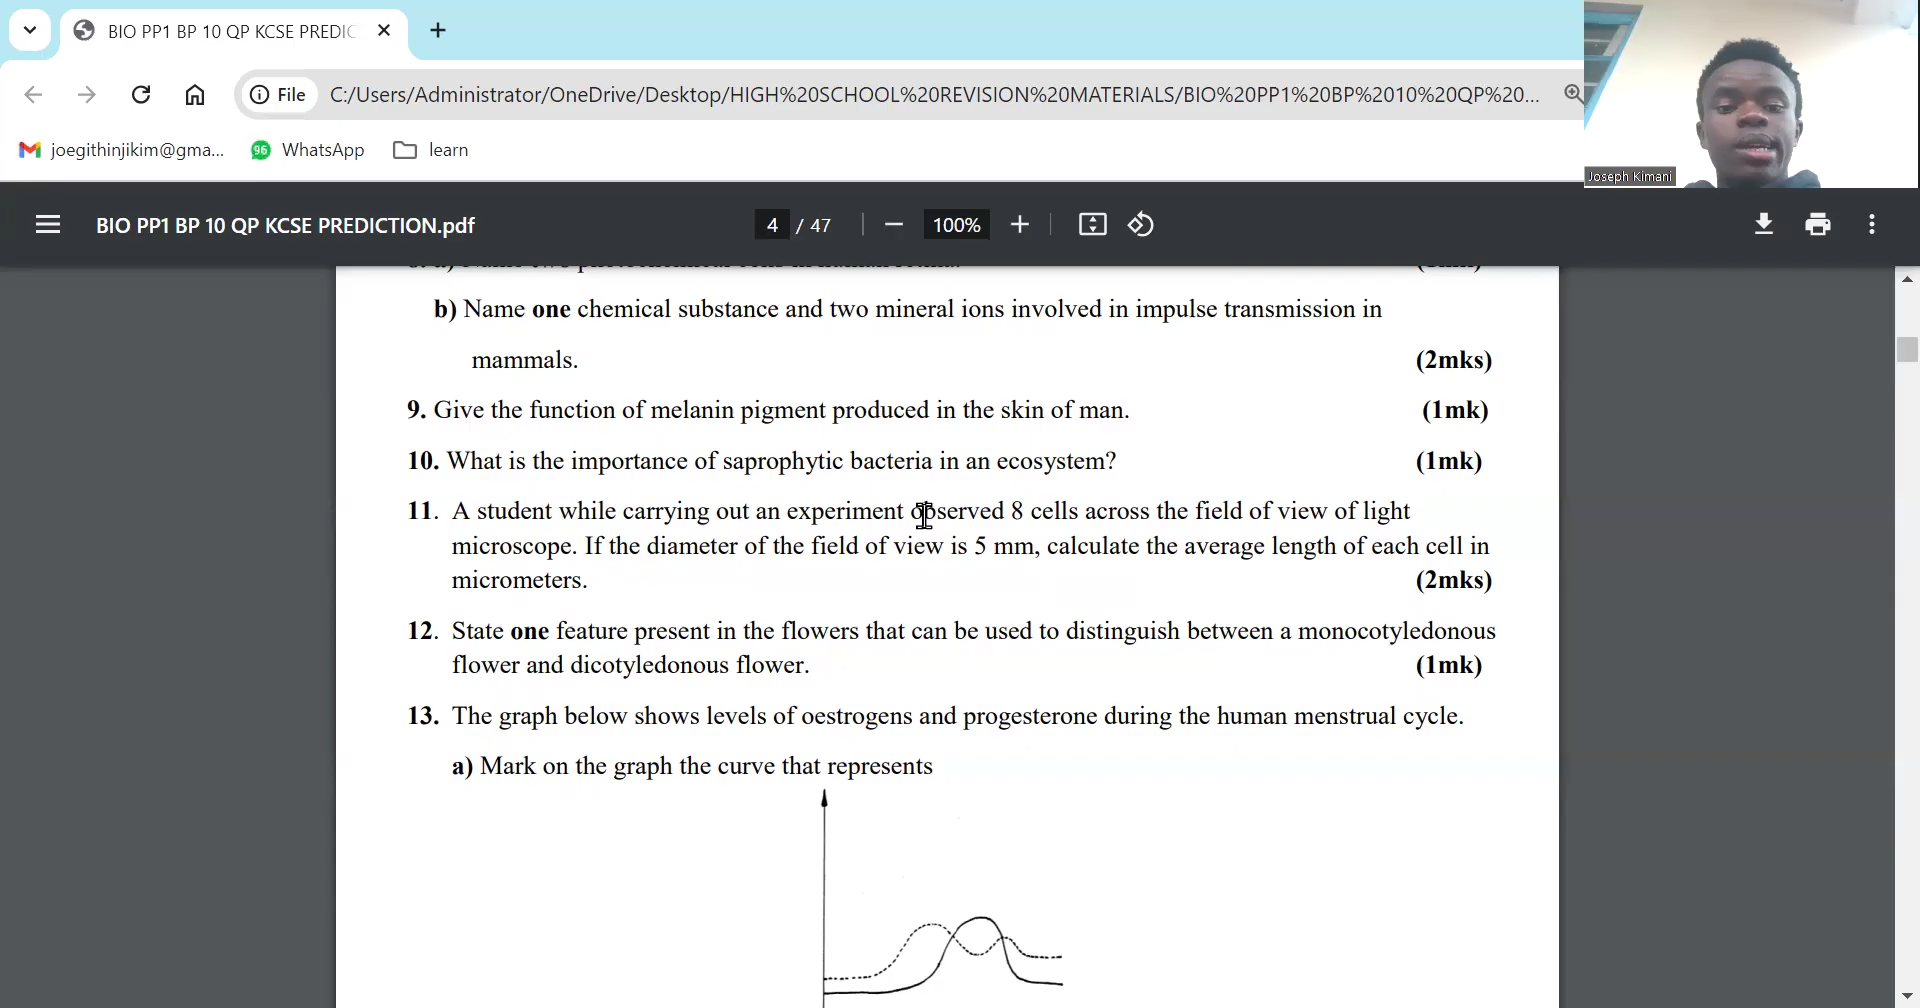 BIO PP1 BP 10 QP KCSE PREDIC
File
C:/Users/Administrator/OneDrive/Desktop/HIGH%20SCHOOL%20REVISION%20MATERIALS/BIO%20PP1%20BP%2010%20QP%20...
joegithinjikim@gma...
96
WhatsApp
learn
Joseph Kimani
BIO PP1 BP 10 QP KCSE PREDICTION.pdf
4 / 47
100%
b) Name one chemical substance and two mineral ions involved in impulse transmission in
mammals. (2mks)
9. Give the function of melanin pigment produced in the skin of man. (1mk)
10. What is the importance of saprophytic bacteria in an ecosystem? (1mk)
11. A student while carrying out an experiment observed 8 cells across the field of view of light
microscope. If the diameter of the field of view is 5 mm, calculate the average length of each cell in
micrometers. (2mks)
12. State one feature present in the flowers that can be used to distinguish between a monocotyledonous
flower and dicotyledonous flower. (1mk)
13. The graph below shows levels of oestrogens and progesterone during the human menstrual cycle.
a) Mark on the graph the curve that represents